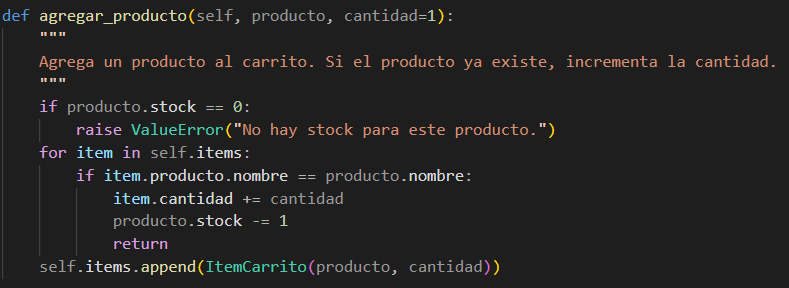 def agregar_producto(self, producto, cantidad=1):
    """
    Agrega un producto al carrito. Si el producto ya existe, incrementa la cantidad.
    """
    if producto.stock == 0:
        raise ValueError("No hay stock para este producto.")
    for item in self.items:
        if item.producto.nombre == producto.nombre:
            item.cantidad += cantidad
            producto.stock -= 1
            return
    self.items.append(ItemCarrito(producto, cantidad))